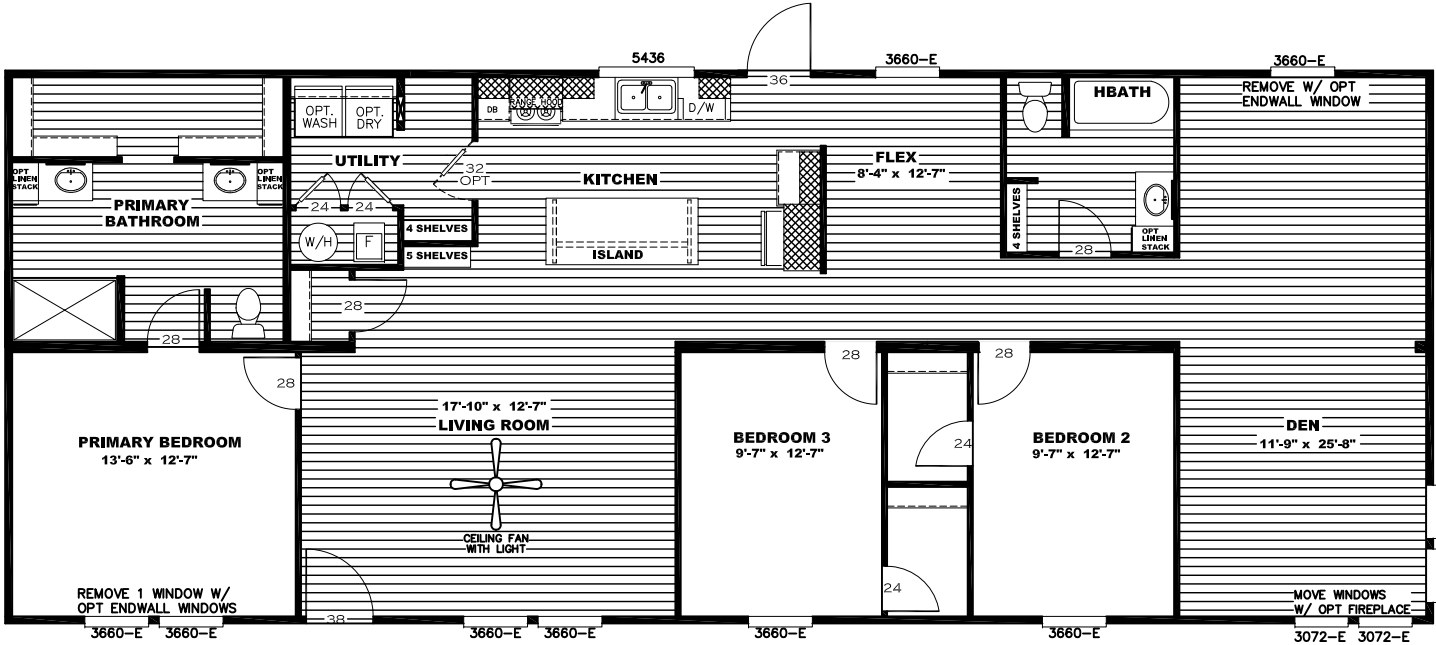 5436
36
3660-E
3660-E
REMOVE W/ OPT
ENDWALL WINDOW
OPT.
WASH
OPT.
DRY
DB
RANGE HOOD
D/W
HBATH
UTILITY
32
OPT
KITCHEN
FLEX
8'-4" x 12'-7"
OPT
LINEN
STACK
OPT
LINEN
STACK
PRIMARY
BATHROOM
24
24
W/H
F
4 SHELVES
5 SHELVES
ISLAND
4 SHELVES
OPT
LINEN
STACK
28
28
28
28
28
28
17'-10" x 12'-7"
LIVING ROOM
PRIMARY BEDROOM
13'-6" x 12'-7"
BEDROOM 3
9'-7" x 12'-7"
24
BEDROOM 2
9'-7" x 12'-7"
DEN
11'-9" x 25'-8"
CEILING FAN
WITH LIGHT
24
REMOVE 1 WINDOW W/
OPT ENDWALL WINDOWS
38
MOVE WINDOWS
W/ OPT FIREPLACE
3660-E
3660-E
3660-E
3660-E
3660-E
3660-E
3072-E
3072-E